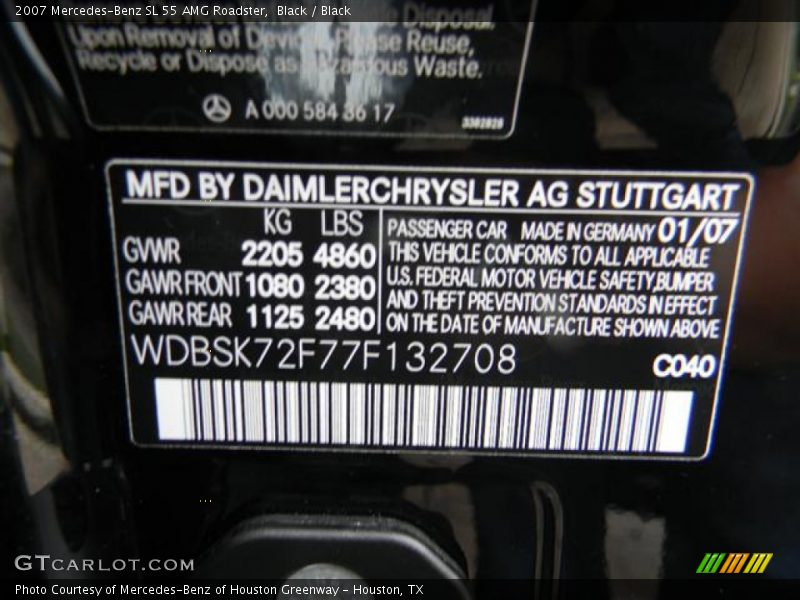 2007 Mercedes-Benz SL 55 AMG Roadster, Black / Black
Disposal.
Upon Removal of Device Please Reuse,
Recycle or Dispose as Hazardous Waste.
A 000 584 36 17
3302025
MFD BY DAIMLERCHRYSLER AG STUTTGART
KG LBS
GVWR 2205 4860
GAWR FRONT 1080 2380
GAWR REAR 1125 2480
PASSENGER CAR MADE IN GERMANY 01/07
THIS VEHICLE CONFORMS TO ALL APPLICABLE
U.S. FEDERAL MOTOR VEHICLE SAFETY,BUMPER
AND THEFT PREVENTION STANDARDS IN EFFECT
ON THE DATE OF MANUFACTURE SHOWN ABOVE
WDBSK72F77F132708
C040
GTCARLOT.COM
Photo Courtesy of Mercedes-Benz of Houston Greenway - Houston, TX